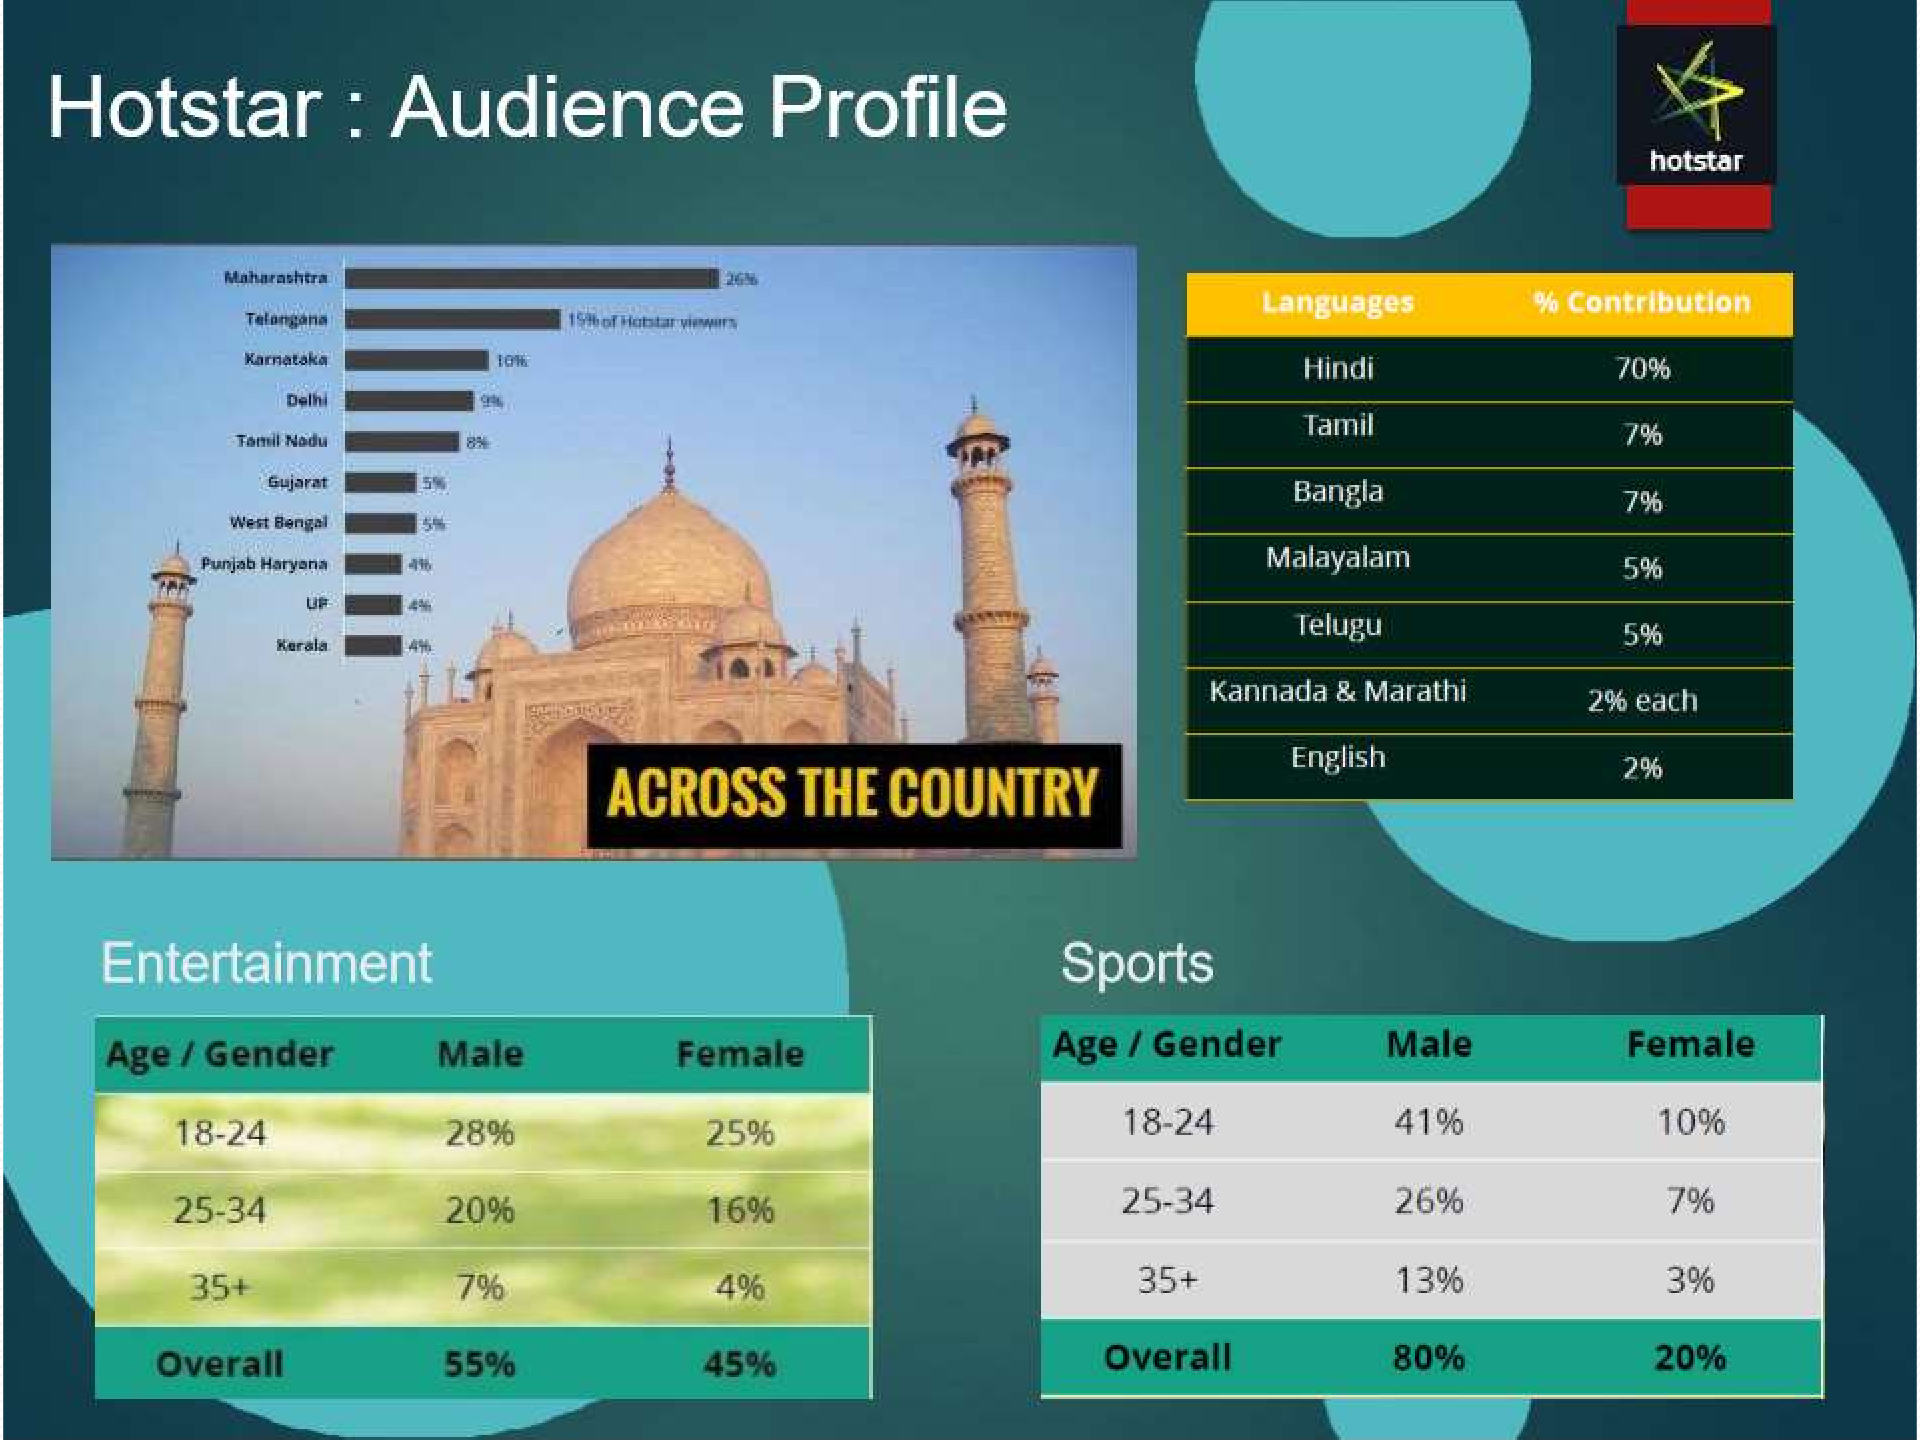 Hotstar : Audience Profile
hotstar
Maharashtra 26%
Telangana 15% of Hotstar viewers
Karnataka 10%
Delhi 9%
Tamil Nadu 8%
Gujarat 5%
West Bengal 5%
Punjab Haryana 4%
UP 4%
Kerala 4%
ACROSS THE COUNTRY
Languages % Contribution
Hindi 70%
Tamil 7%
Bangla 7%
Malayalam 5%
Telugu 5%
Kannada & Marathi 2% each
English 2%
Entertainment
Age / Gender Male Female
18-24 28% 25%
25-34 20% 16%
35+ 7% 4%
Overall 55% 45%
Sports
Age / Gender Male Female
18-24 41% 10%
25-34 26% 7%
35+ 13% 3%
Overall 80% 20%